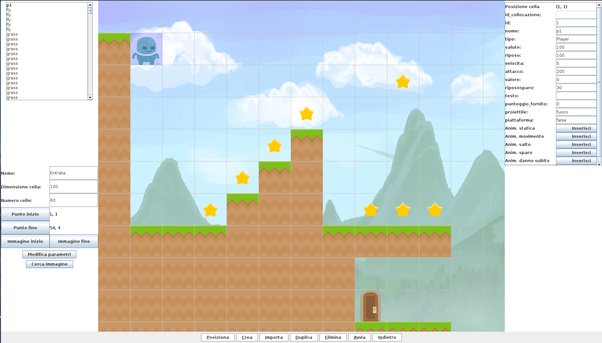 p1
fly
fly
fly
fly
fly
grass
grass
grass
grass
grass
grass
grass
grass
grass
grass
grass
Nome: Entrata
Dimensione cella: 100
Numero celle: 60
Punto inizio 1, 1
Punto fine 58, 4
Immagine inizio Immagine fine
Modifica parametri
Cerca immagine
Posizione cella (1, 1)
id_collocazione:
id: 1
nome: p1
tipo: Player
salute: 100
riposo: 100
velocita: 5
attacco: 200
valore: 0
ripososparo: 30
testo:
punteggio_fornito: 0
proiettile: fuoco
piattaforma: false
Anim. statica Inserisci
Anim. movimento Inserisci
Anim. salto Inserisci
Anim. sparo Inserisci
Anim. danno subito Inserisci
Posiziona Crea Importa Duplica Elimina Avvia Indietro